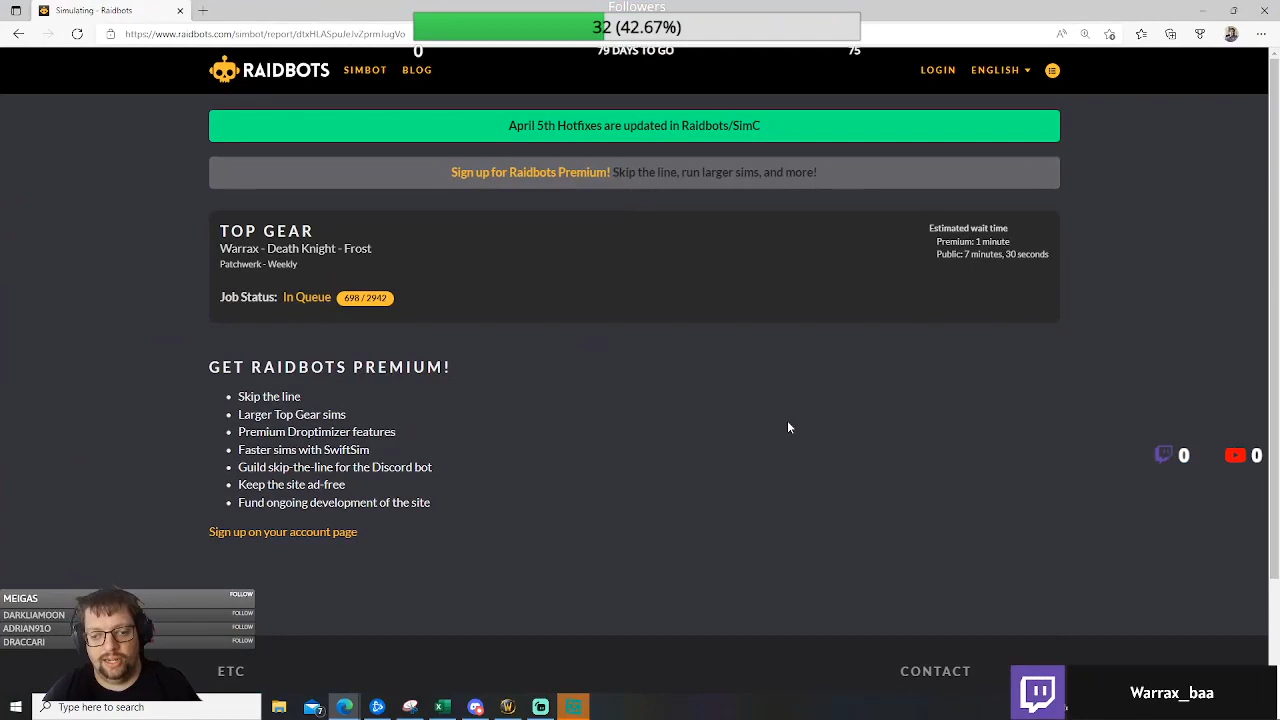 Followers
Simulating - Raidbots
32 (42.67%)
https://www.raidbots.com/simbot/report/dtxHLASpuJeJvZprmJuqVo
0
79 DAYS TO GO
75
RAIDBOTS
SIMBOT
BLOG
LOGIN
ENGLISH
April 5th Hotfixes are updated in Raidbots/SimC
Sign up for Raidbots Premium! Skip the line, run larger sims, and more!
TOP GEAR
Warrax - Death Knight - Frost
Patchwerk - Weekly
Estimated wait time
Premium: 1 minute
Public: 7 minutes, 30 seconds
Job Status: In Queue 698 / 2942
GET RAIDBOTS PREMIUM!
Skip the line
Larger Top Gear sims
Premium Droptimizer features
Faster sims with SwiftSim
Guild skip-the-line for the Discord bot
Keep the site ad-free
Fund ongoing development of the site
Sign up on your account page
0
0
MEIGAS FOLLOW
DARKLIAMOON FOLLOW
ADRIAN91O FOLLOW
DRACCARI FOLLOW
ETC
CONTACT
Warrax_baa
Type here to search